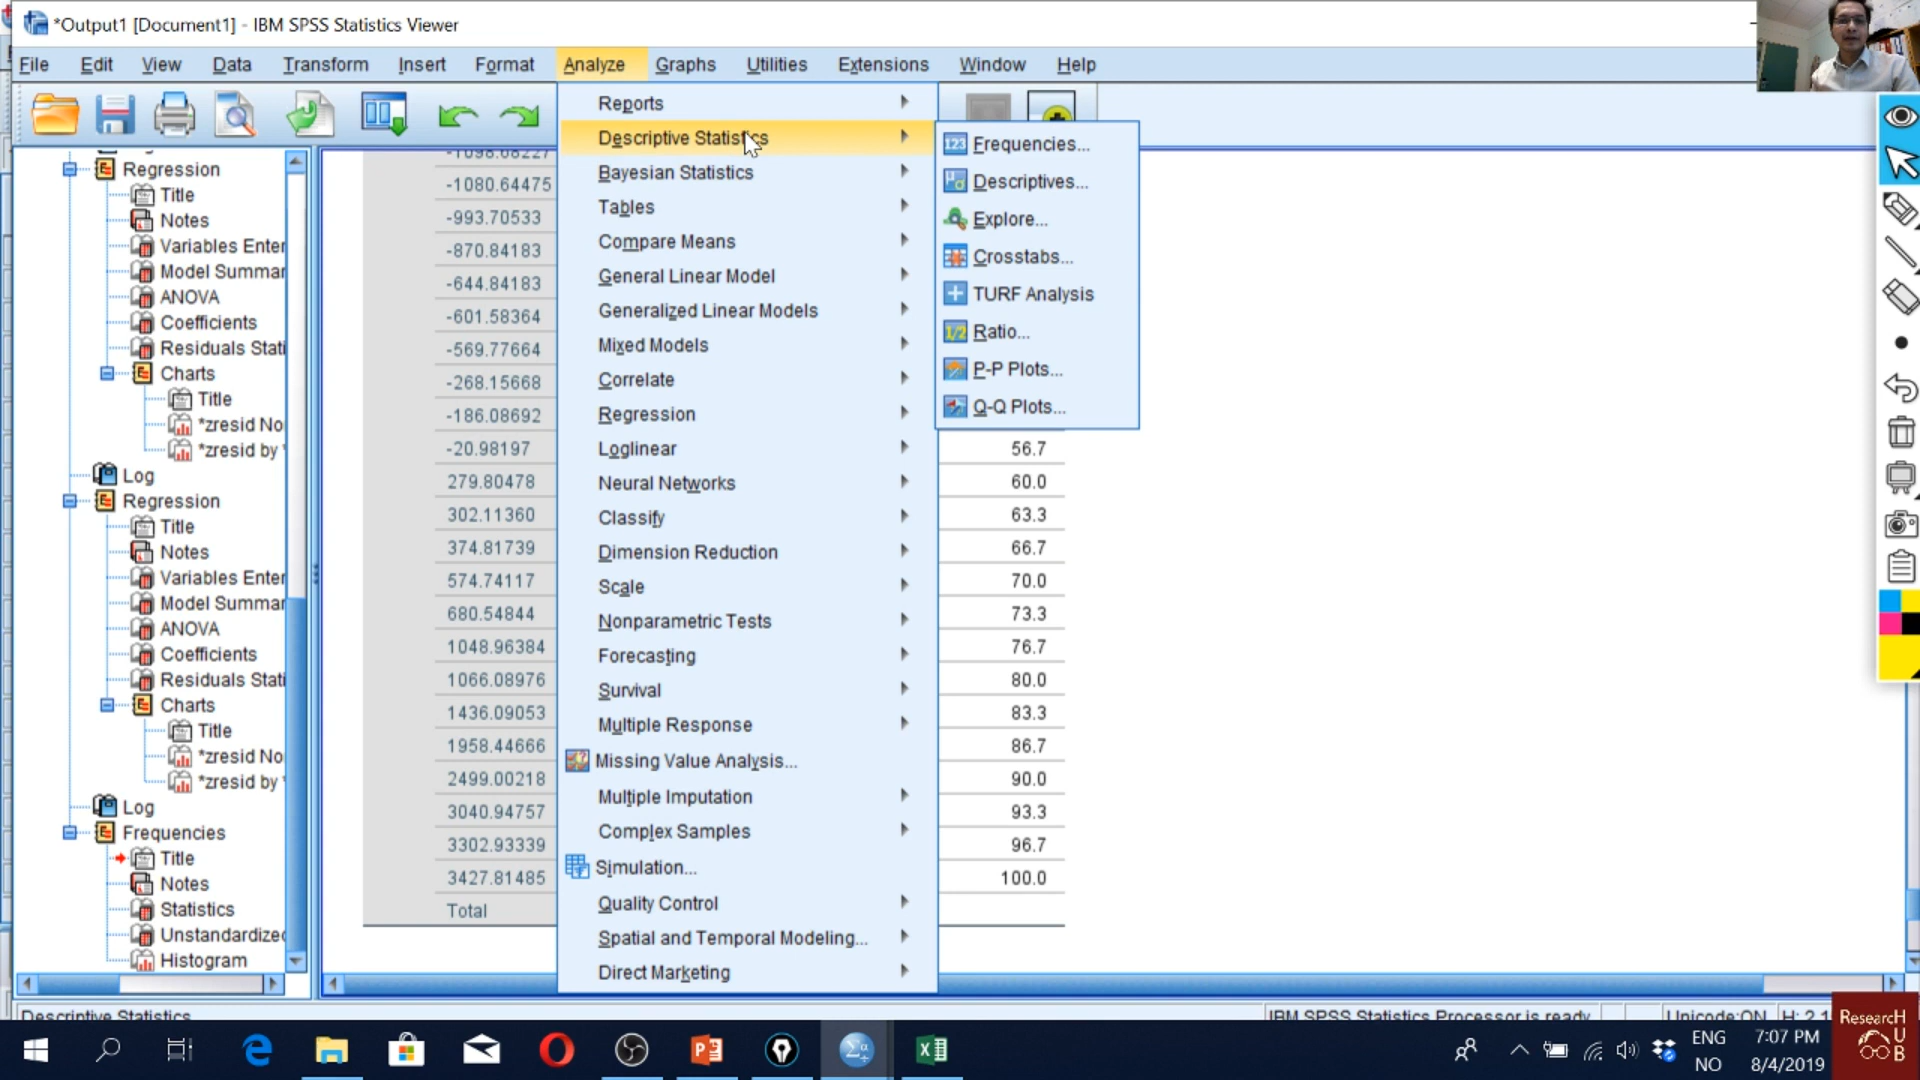 *Output1 [Document1] - IBM SPSS Statistics Viewer
File Edit View Data Transform Insert Format Analyze Graphs Utilities Extensions Window Help
Regression
Title
Notes
Variables Enter
Model Summar
ANOVA
Coefficients
Residuals Stati
Charts
Title
*zresid No
*zresid by *
Log
Regression
Title
Notes
Variables Enter
Model Summar
ANOVA
Coefficients
Residuals Stati
Charts
Title
*zresid No
*zresid by *
Log
Frequencies
Title
Notes
Statistics
Unstandardized
Histogram
-1098.68227
-1080.64475
-993.70533
-870.84183
-644.84183
-601.58364
-569.77664
-268.15668
-186.08692
-20.98197
279.80478
302.11360
374.81739
574.74117
680.54844
1048.96384
1066.08976
1436.09053
1958.44666
2499.00218
3040.94757
3302.93339
3427.81485
Total
Reports
Descriptive Statistics
Bayesian Statistics
Tables
Compare Means
General Linear Model
Generalized Linear Models
Mixed Models
Correlate
Regression
Loglinear
Neural Networks
Classify
Dimension Reduction
Scale
Nonparametric Tests
Forecasting
Survival
Multiple Response
Missing Value Analysis...
Multiple Imputation
Complex Samples
Simulation...
Quality Control
Spatial and Temporal Modeling...
Direct Marketing
123 Frequencies...
Descriptives...
Explore...
Crosstabs...
TURF Analysis
1/2 Ratio...
P-P Plots...
Q-Q Plots...
56.7
60.0
63.3
66.7
70.0
73.3
76.7
80.0
83.3
86.7
90.0
93.3
96.7
100.0
Descriptive Statistics
IBM SPSS Statistics Processor is ready
Unicode:ON
ENG
NO
7:07 PM
8/4/2019
ResearcH
UB